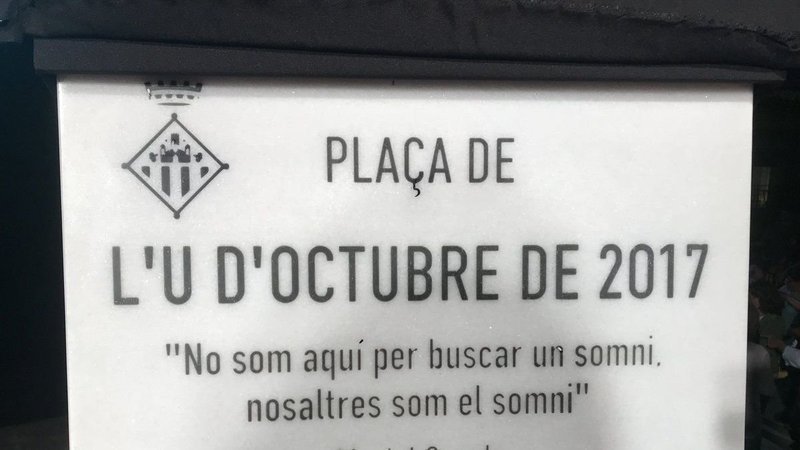 PLAÇA DE
L'U D'OCTUBRE DE 2017
"No som aquí per buscar un somni.
nosaltres som el somni"